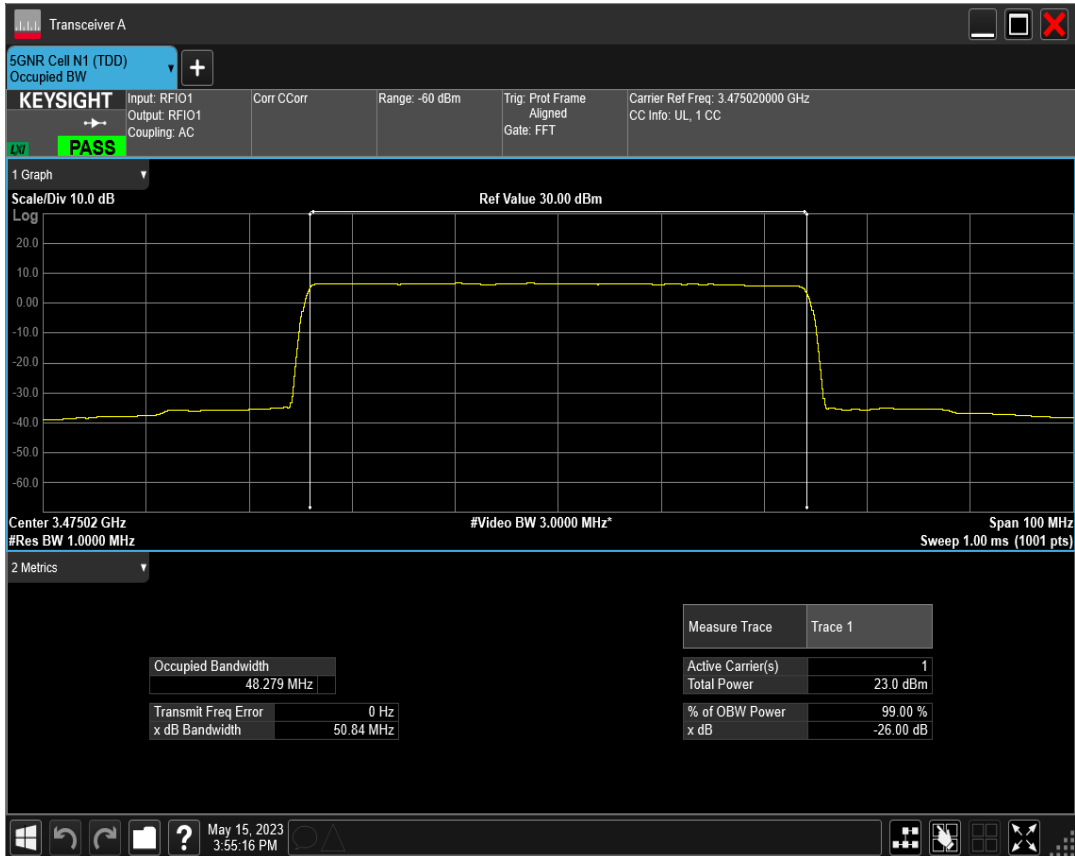 Transceiver A
5GNR Cell N1 (TDD)
Occupied BW
KEYSIGHT
LXI
PASS
Input: RFIO1
Output: RFIO1
Coupling: AC
Corr CCorr
Range: -60 dBm
Trig: Prot Frame
Aligned
Gate: FFT
Carrier Ref Freq: 3.475020000 GHz
CC Info: UL, 1 CC
1 Graph
Scale/Div 10.0 dB
Ref Value 30.00 dBm
Log
20.0
10.0
0.00
-10.0
-20.0
-30.0
-40.0
-50.0
-60.0
Center 3.47502 GHz
#Video BW 3.0000 MHz*
Span 100 MHz
#Res BW 1.0000 MHz
Sweep 1.00 ms (1001 pts)
2 Metrics
Measure Trace Trace 1
Occupied Bandwidth
48.279 MHz
Transmit Freq Error 0 Hz
x dB Bandwidth 50.84 MHz
Active Carrier(s) 1
Total Power 23.0 dBm
% of OBW Power 99.00 %
x dB -26.00 dB
May 15, 2023
3:55:16 PM